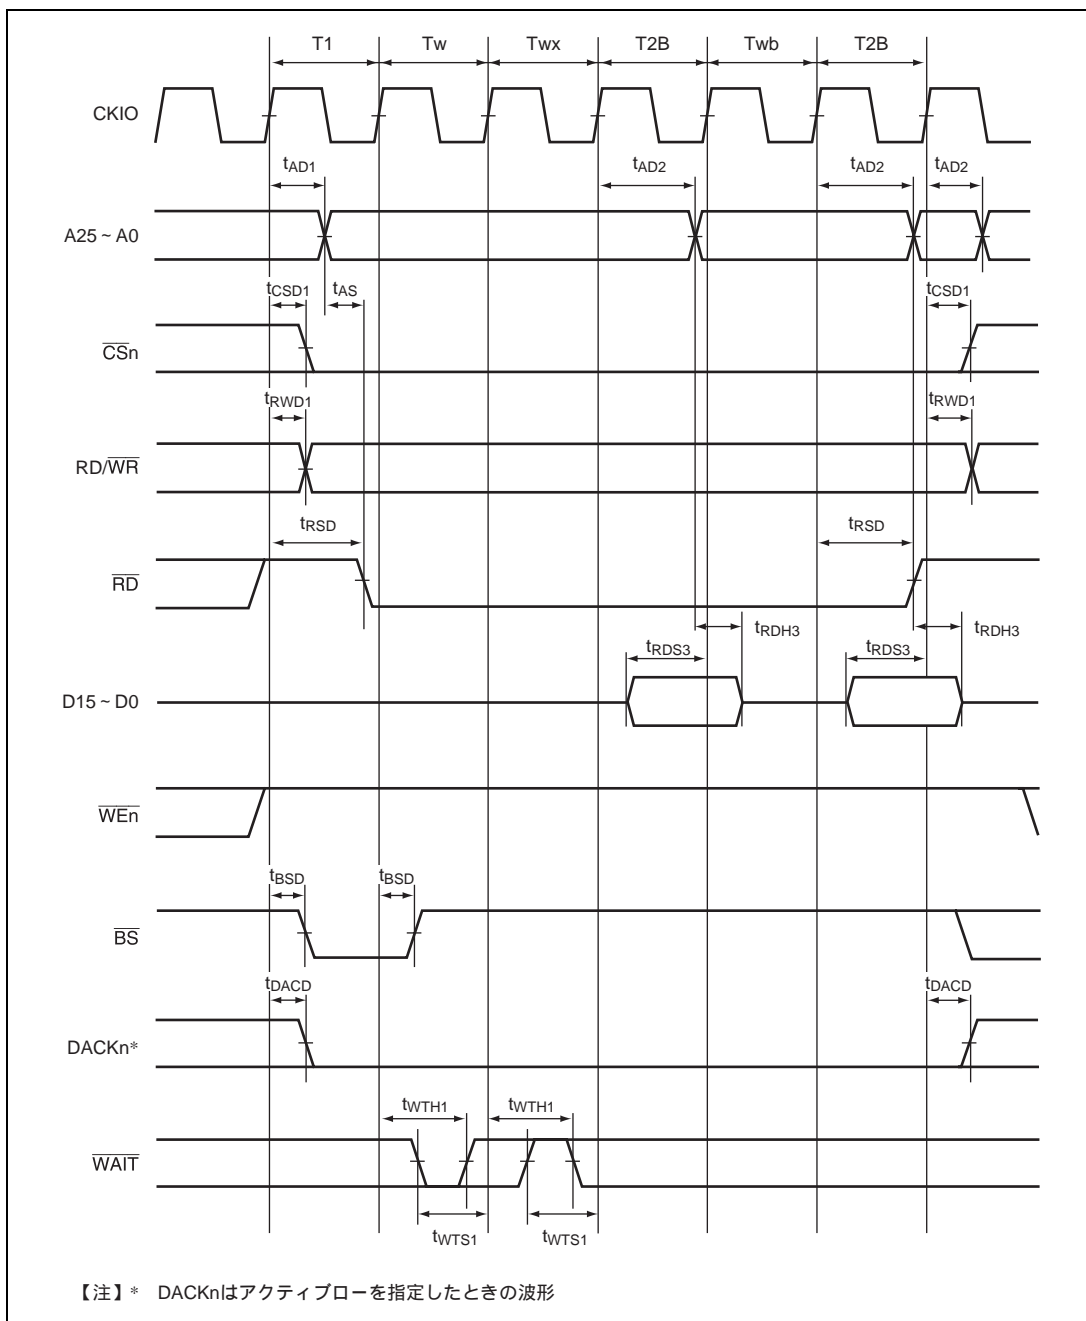 T1 Tw Twx T2B Twb T2B
CKIO
tAD1 tAD2 tAD2 tAD2
A25 ~ A0
tCSD1 tAS tCSD1
CSn
tRWD1 tRWD1
RD/WR
tRSD tRSD
RD
tRDH3 tRDH3
tRDS3 tRDS3
D15 ~ D0
WEn
tBSD tBSD
BS
tDACD tDACD
DACKn*
tWTH1 tWTH1
WAIT
tWTS1 tWTS1
【注】* DACKnはアクティブローを指定したときの波形